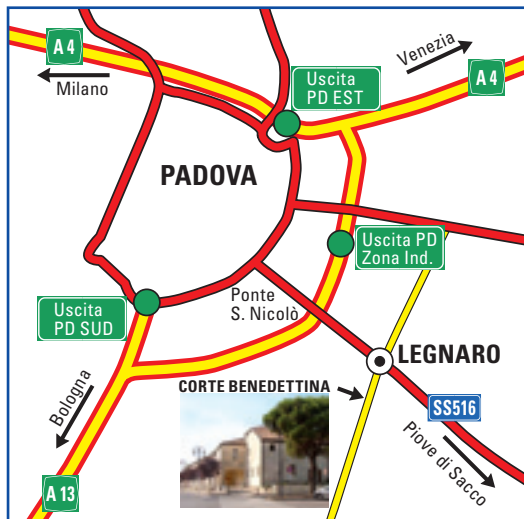 A 4
Milano
Uscita
PD EST
Venezia
A 4
PADOVA
Uscita PD
Zona Ind.
Uscita
PD SUD
Ponte
S. Nicolò
LEGNARO
CORTE BENEDETTINA
Bologna
SS516
Piove di Sacco
A 13